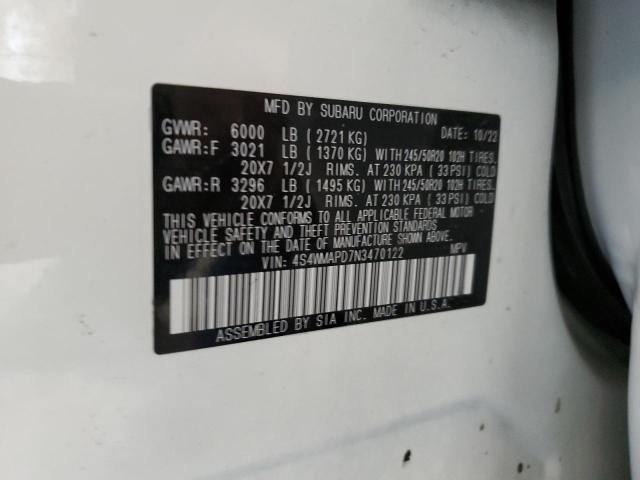 MFD BY SUBARU CORPORATION
GVWR: 6000 LB (2721 KG) DATE: 10/22
GAWR:F 3021 LB (1370 KG) WITH 245/50R20 102H TIRES.
20X7 1/2J RIMS. AT 230 KPA (33 PSI) COLD
GAWR:R 3296 LB (1495 KG) WITH 245/50R20 102H TIRES.
20X7 1/2J RIMS. AT 230 KPA (33 PSI) COLD
THIS VEHICLE CONFORMS TO ALL APPLICABLE FEDERAL MOTOR
VEHICLE SAFETY AND THEFT PREVENTION STANDARDS
IN EFFECT ON THE DATE OF MANUFACTURE SHOWN ABOVE.
VIN: 4S4WMAPD7N3470122 MPV
ASSEMBLED BY SIA INC. MADE IN U.S.A.